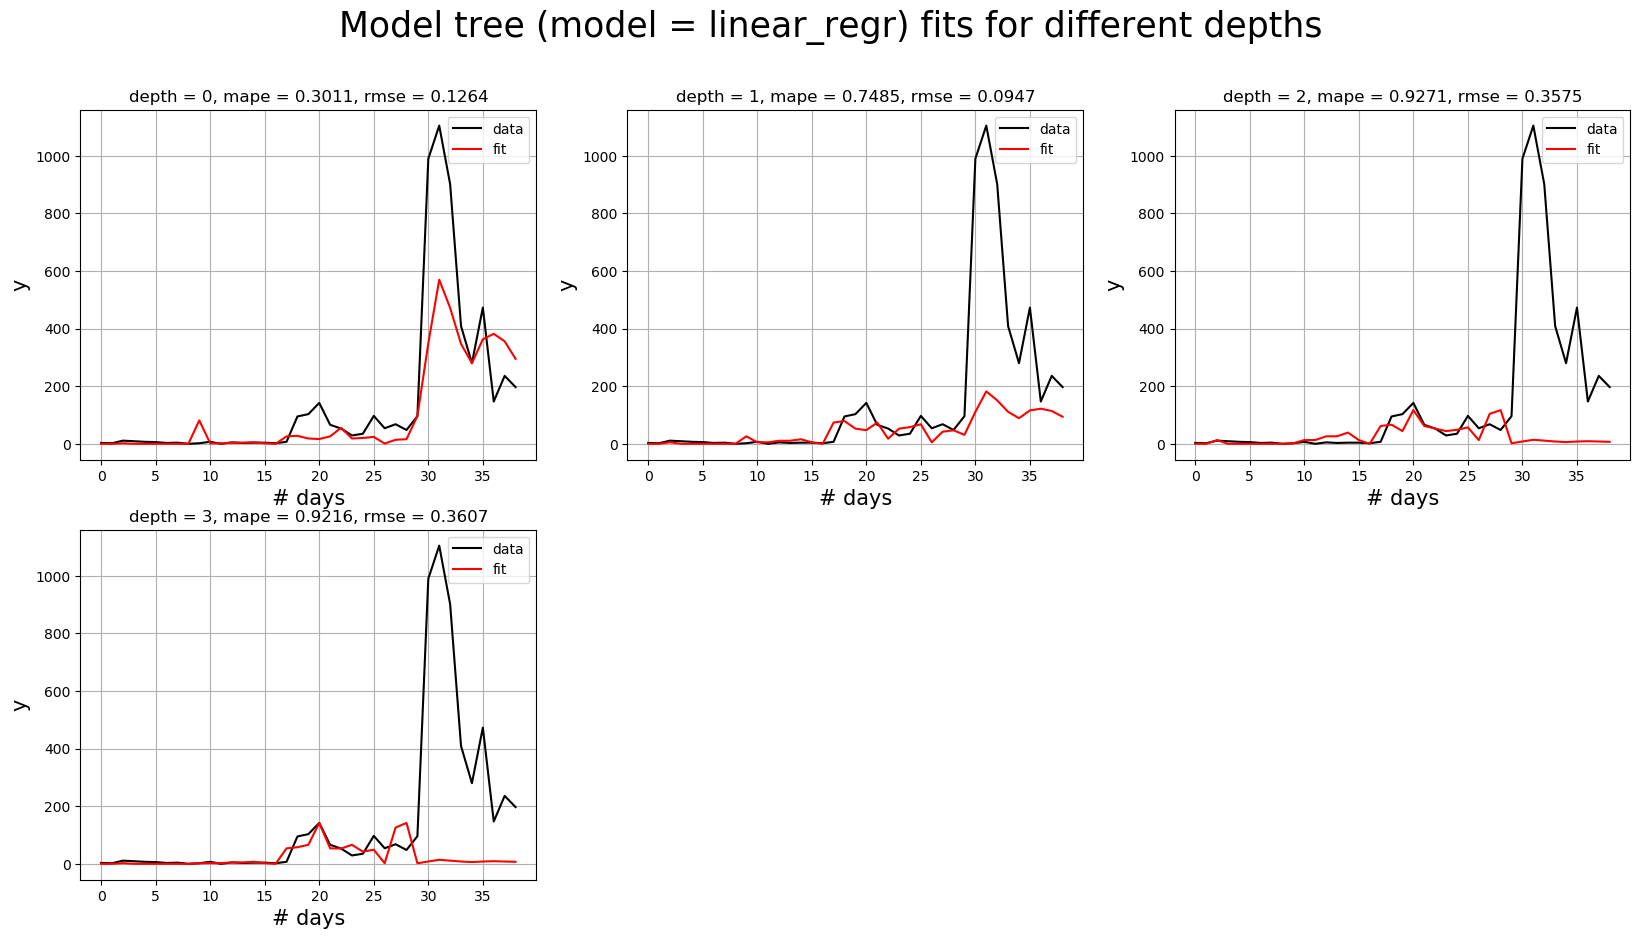 Model tree (model = linear_regr) fits for different depths
depth = 0, mape = 0.3011, rmse = 0.1264
data
fit
1000
800
600
400
200
0
y
0 5 10 15 20 25 30 35
# days
depth = 1, mape = 0.7485, rmse = 0.0947
data
fit
1000
800
600
400
200
0
y
0 5 10 15 20 25 30 35
# days
depth = 2, mape = 0.9271, rmse = 0.3575
data
fit
1000
800
600
400
200
0
y
0 5 10 15 20 25 30 35
# days
depth = 3, mape = 0.9216, rmse = 0.3607
data
fit
1000
800
600
400
200
0
y
0 5 10 15 20 25 30 35
# days